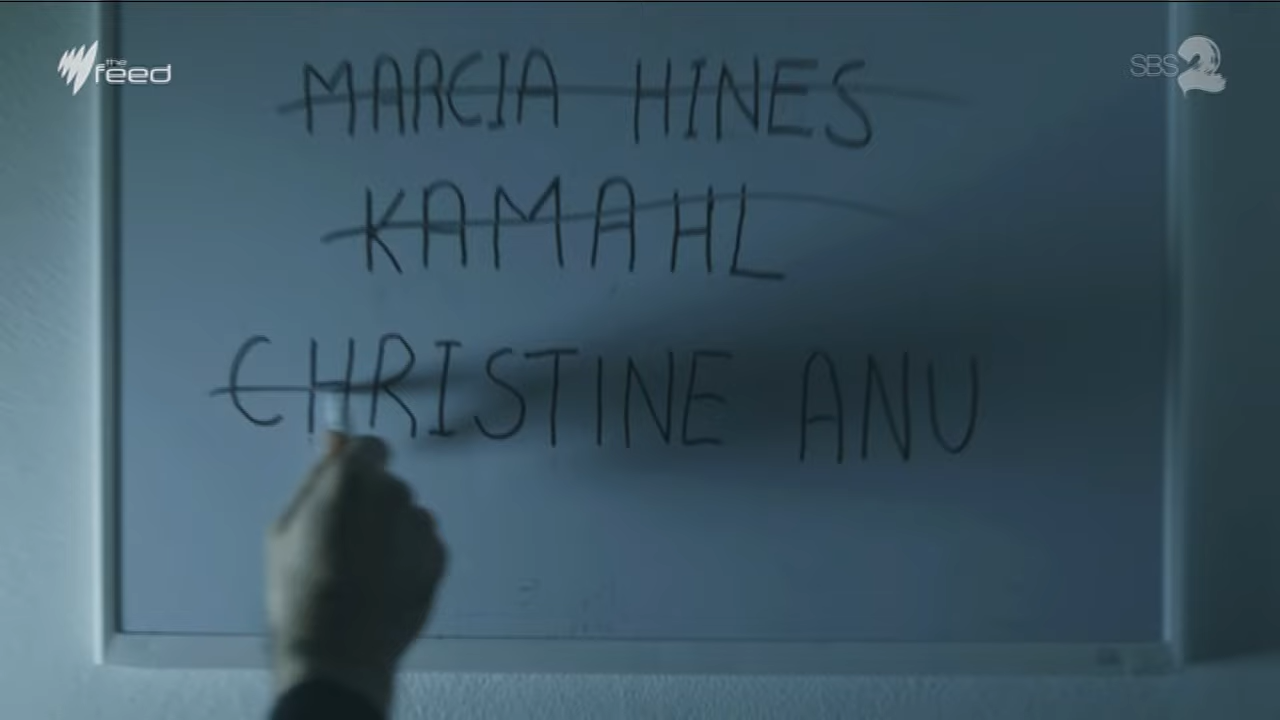 the feed
SBS 2
MARCIA HINES
KAMAHL
CHRISTINE ANU